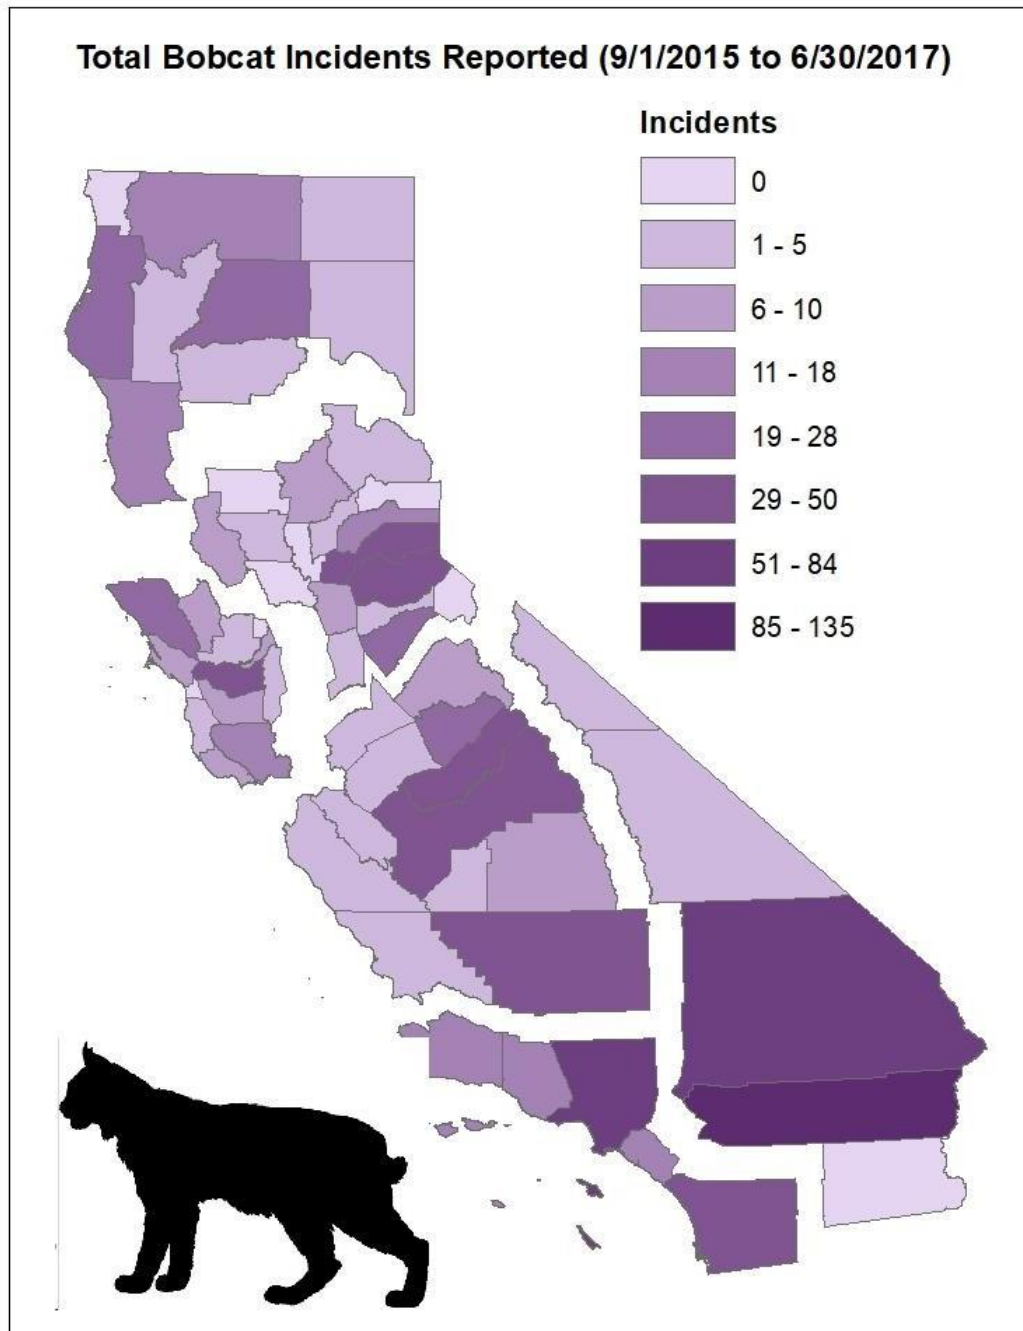 Total Bobcat Incidents Reported (9/1/2015 to 6/30/2017)
Incidents
0
1 - 5
6 - 10
11 - 18
19 - 28
29 - 50
51 - 84
85 - 135